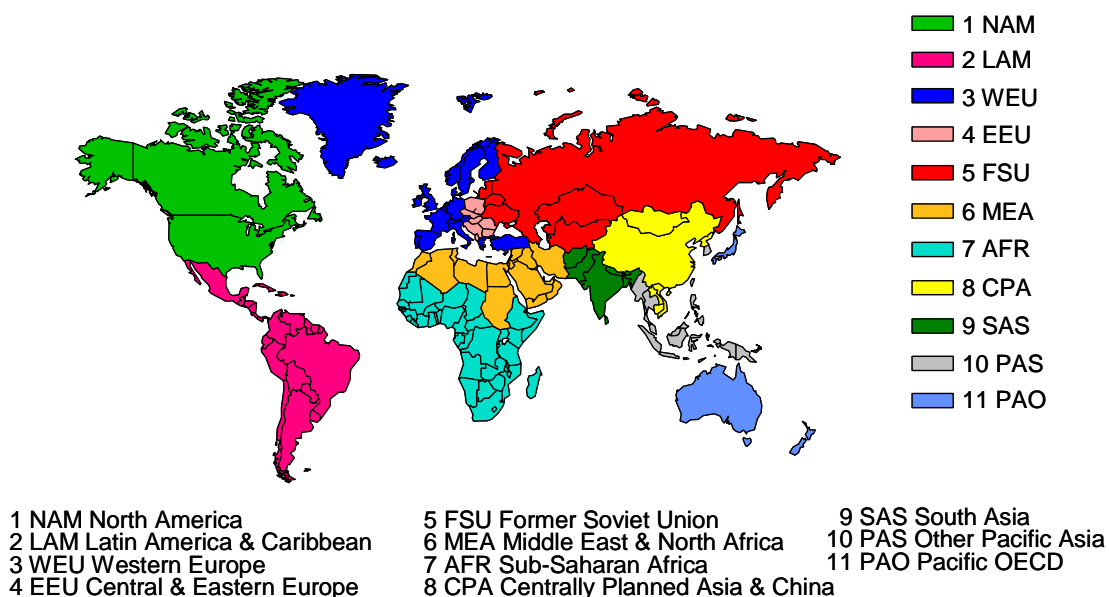 1 NAM
2 LAM
3 WEU
4 EEU
5 FSU
6 MEA
7 AFR
8 CPA
9 SAS
10 PAS
11 PAO
1 NAM North America
2 LAM Latin America & Caribbean
3 WEU Western Europe
4 EEU Central & Eastern Europe
5 FSU Former Soviet Union
6 MEA Middle East & North Africa
7 AFR Sub-Saharan Africa
8 CPA Centrally Planned Asia & China
9 SAS South Asia
10 PAS Other Pacific Asia
11 PAO Pacific OECD